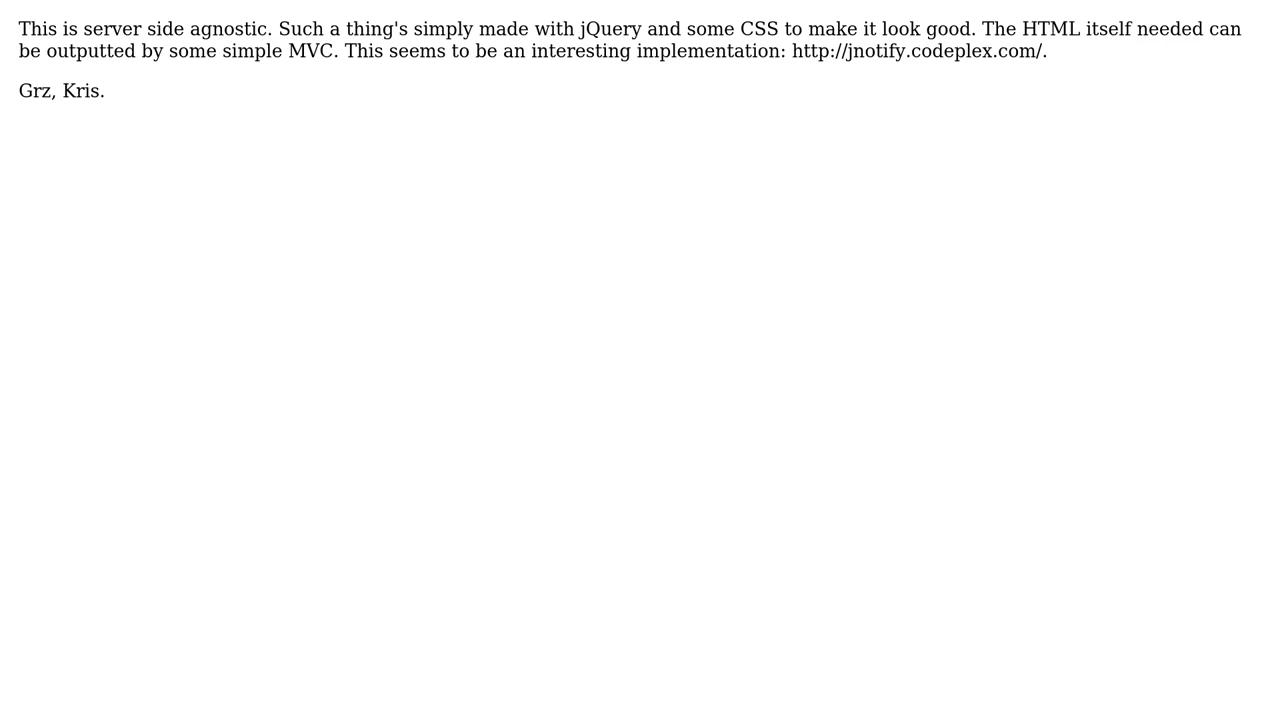 This is server side agnostic. Such a thing's simply made with jQuery and some CSS to make it look good. The HTML itself needed can
be outputted by some simple MVC. This seems to be an interesting implementation: http://jnotify.codeplex.com/.
Grz, Kris.